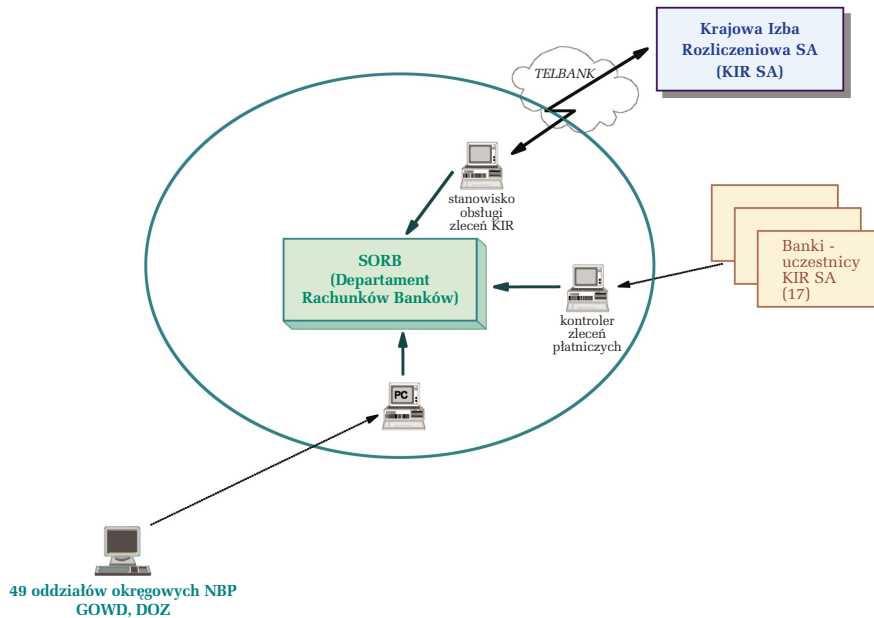 Krajowa Izba
Rozliczeniowa SA
(KIR SA)
TELBANK
stanowisko
obsługi
zleceń KIR
Banki -
uczestnicy
KIR SA
(17)
SORB
(Departament
Rachunków Banków)
kontroler
zleceń
płatniczych
PC
49 oddziałów okręgowych NBP
GOWD, DOZ